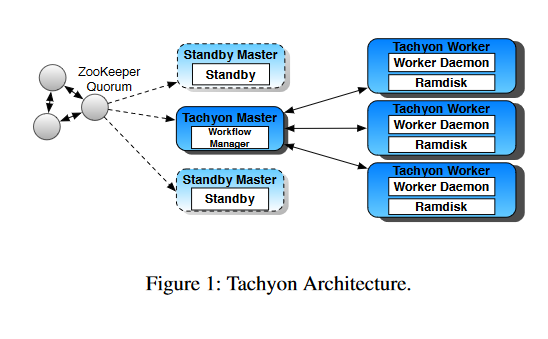 ZooKeeper
Quorum
Standby Master
Standby
Tachyon Master
Workflow
Manager
Standby Master
Standby
Tachyon Worker
Worker Daemon
Ramdisk
Tachyon Worker
Worker Daemon
Ramdisk
Tachyon Worker
Worker Daemon
Ramdisk
Figure 1: Tachyon Architecture.